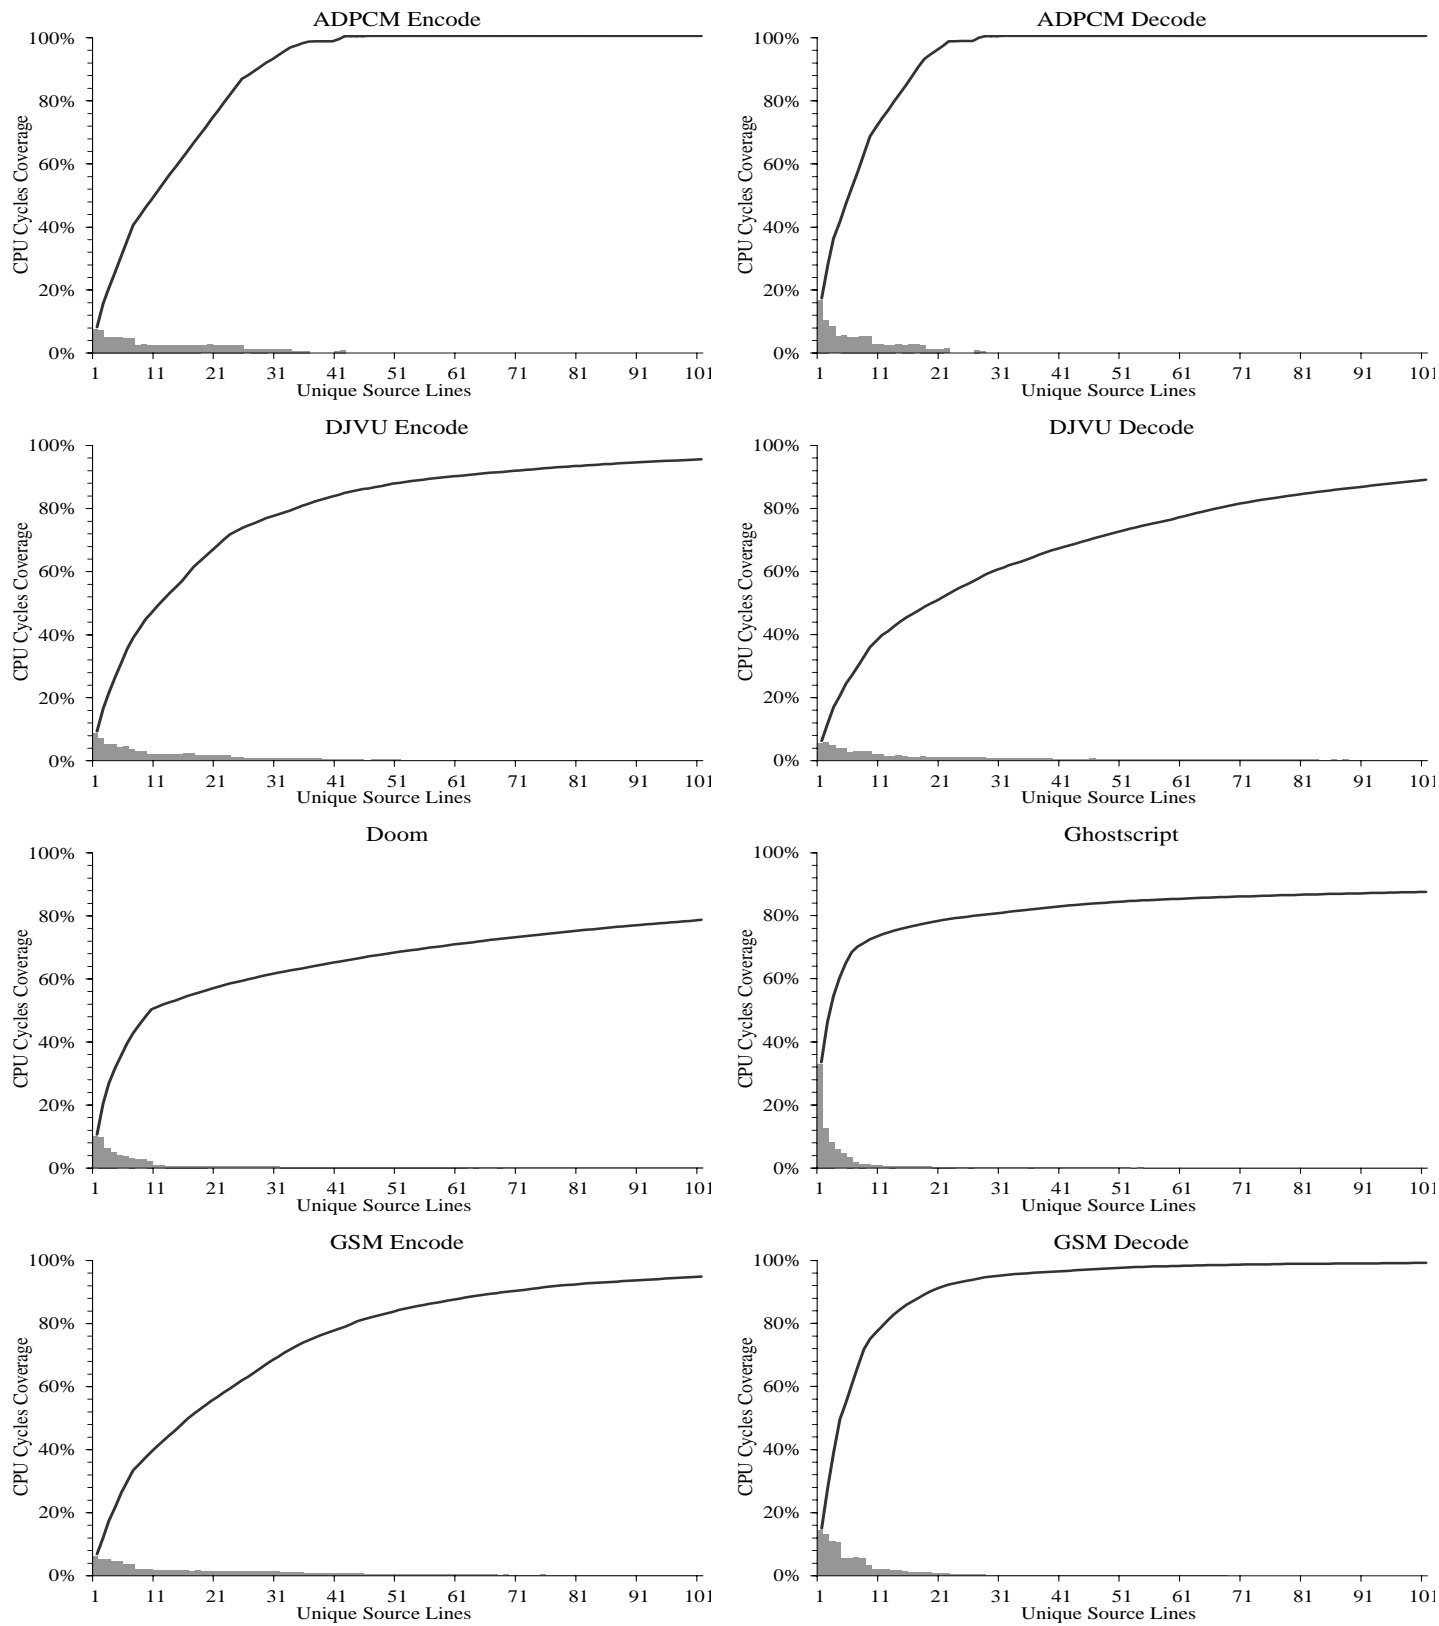 ADPCM Encode
100%
80%
60%
40%
20%
0%
CPU Cycles Coverage
1 11 21 31 41 51 61 71 81 91 101
Unique Source Lines
ADPCM Decode
100%
80%
60%
40%
20%
0%
CPU Cycles Coverage
1 11 21 31 41 51 61 71 81 91 101
Unique Source Lines
DJVU Encode
100%
80%
60%
40%
20%
0%
CPU Cycles Coverage
1 11 21 31 41 51 61 71 81 91 101
Unique Source Lines
DJVU Decode
100%
80%
60%
40%
20%
0%
CPU Cycles Coverage
1 11 21 31 41 51 61 71 81 91 101
Unique Source Lines
Doom
100%
80%
60%
40%
20%
0%
CPU Cycles Coverage
1 11 21 31 41 51 61 71 81 91 101
Unique Source Lines
Ghostscript
100%
80%
60%
40%
20%
0%
CPU Cycles Coverage
1 11 21 31 41 51 61 71 81 91 101
Unique Source Lines
GSM Encode
100%
80%
60%
40%
20%
0%
CPU Cycles Coverage
1 11 21 31 41 51 61 71 81 91 101
Unique Source Lines
GSM Decode
100%
80%
60%
40%
20%
0%
CPU Cycles Coverage
1 11 21 31 41 51 61 71 81 91 101
Unique Source Lines